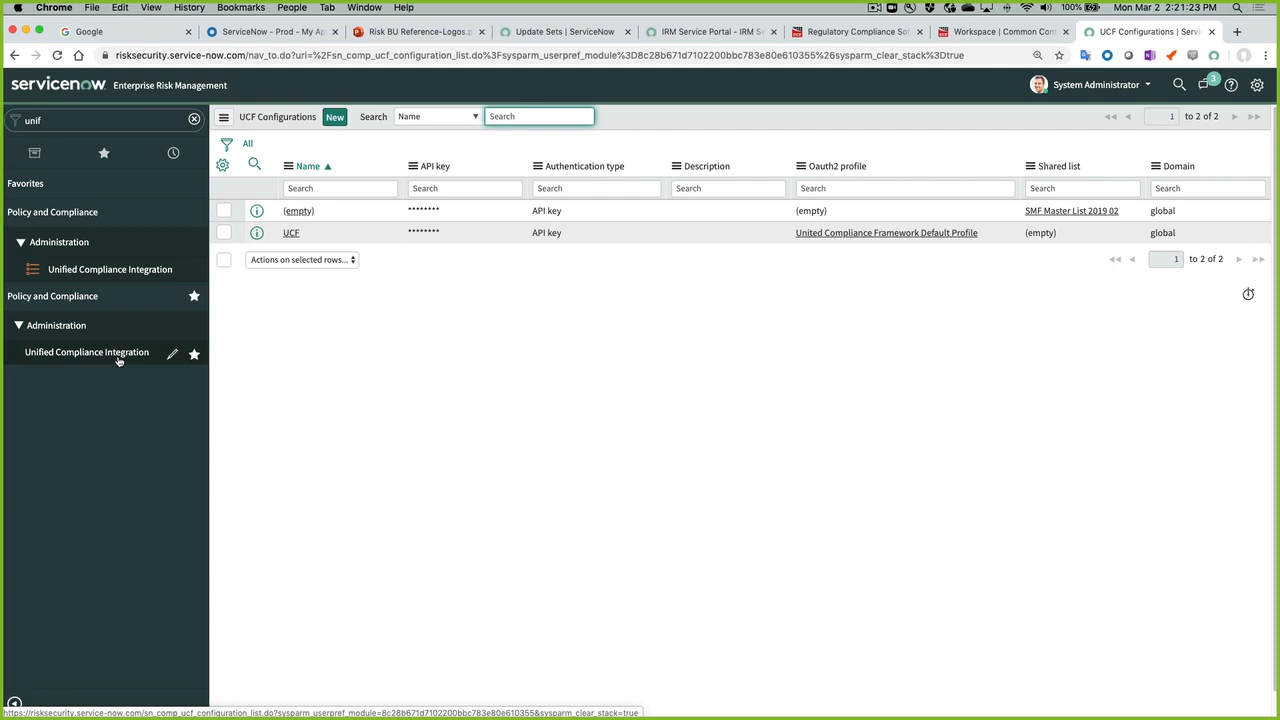 Chrome File Edit View History Bookmarks People Tab Window Help 100% Mon Mar 2 2:21:23 PM
Google ServiceNow - Prod - My Ap Risk BU Reference-Logos.p Update Sets | ServiceNow IRM Service Portal - IRM Se Regulatory Compliance Sof Workspace | Common Cont UCF Configurations | Servi
risksecurity.service-now.com/nav_to.do?uri=%2Fsn_comp_ucf_configuration_list.do%3Fsysparm_userpref_module%3D8c28b671d7102200bbc783e80e610355%26sysparm_clear_stack%3Dtrue
servicenow Enterprise Risk Management System Administrator 3
unif
UCF Configurations New Search Name Search 1 to 2 of 2
All
Name API key Authentication type Description Oauth2 profile Shared list Domain
Search Search Search Search Search Search Search
(empty) ******** API key (empty) SMF Master List 2019 02 global
UCF ******** API key United Compliance Framework Default Profile (empty) global
Actions on selected rows... 1 to 2 of 2
Favorites
Policy and Compliance
Administration
Unified Compliance Integration
Policy and Compliance
Administration
Unified Compliance Integration
https://risksecurity.service-now.com/sn_comp_ucf_configuration_list.do?sysparm_userpref_module=8c28b671d7102200bbc783e80e610355&sysparm_clear_stack=true